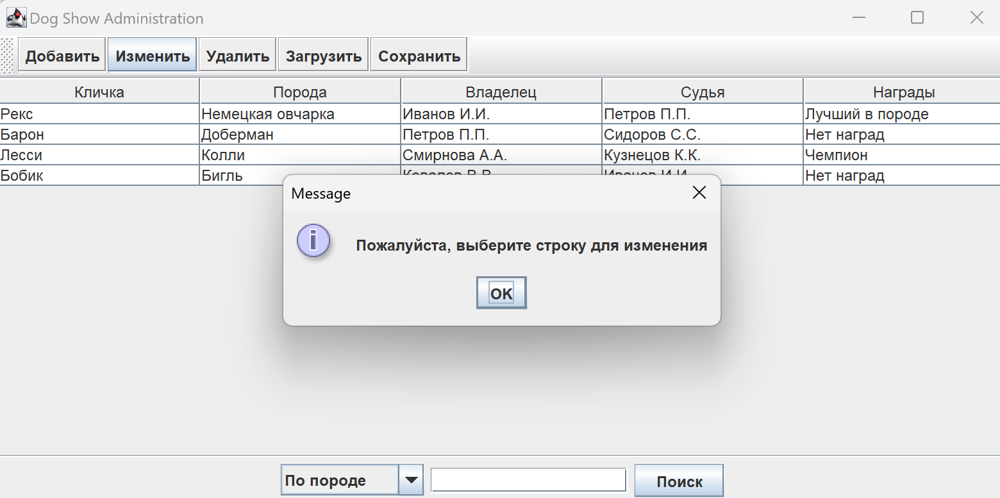 Dog Show Administration
Добавить Изменить Удалить Загрузить Сохранить
Кличка Порода Владелец Судья Награды
Рекс Немецкая овчарка Иванов И.И. Петров П.П. Лучший в породе
Барон Доберман Петров П.П. Сидоров С.С. Нет наград
Лесси Колли Смирнова А.А. Кузнецов К.К. Чемпион
Бобик Бигль Иванов И.И. Нет наград
Message
Пожалуйста, выберите строку для изменения
OK
По породе Поиск